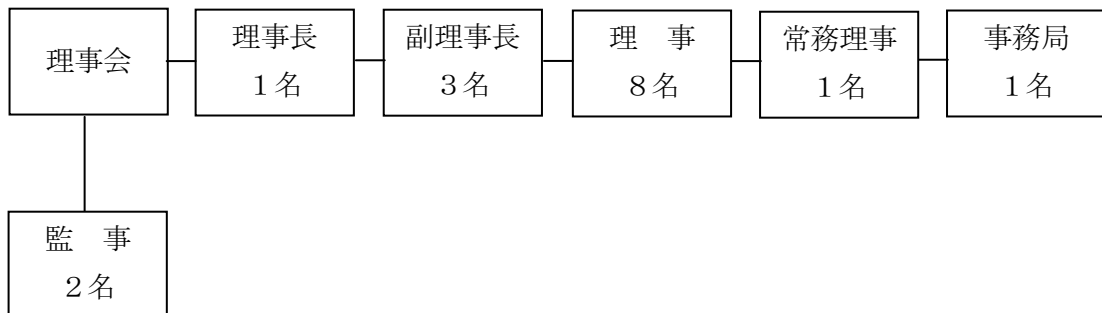 理事会
理事長
１名
副理事長
３名
理　事
８名
常務理事
１名
事務局
１名
監　事
２名